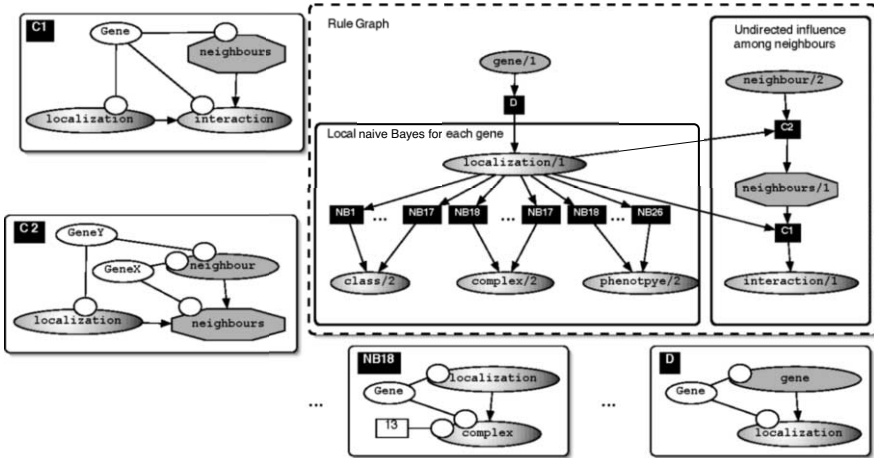 C1
Gene
neighbours
localization
interaction
C2
GeneY
GeneX
neighbour
localization
neighbours
Rule Graph
gene/1
D
Local naive Bayes for each gene
localization/1
NB1
...
NB17
NB18
...
NB17
NB18
...
NB26
class/2
complex/2
phenotpye/2
Undirected influence
among neighbours
neighbour/2
C2
neighbours/1
C1
interaction/1
...
NB18
localization
Gene
13
complex
...
D
gene
Gene
localization